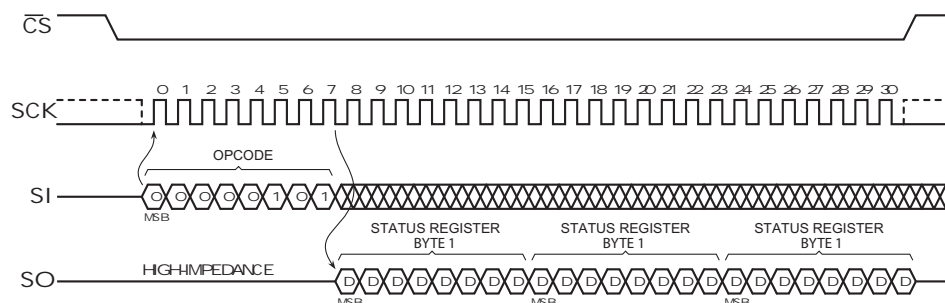 CS
SCK
0 1 2 3 4 5 6 7 8 9 10 11 12 13 14 15 16 17 18 19 20 21 22 23 24 25 26 27 28 29 30
OPCODE
SI
0 0 0 0 0 1 0 1
MSB
STATUS REGISTER
BYTE 1
STATUS REGISTER
BYTE 1
STATUS REGISTER
BYTE 1
SO
HIGH-IMPEDANCE
D D D D D D D D D D D D D D D D D D D D D D D D
MSB
MSB
MSB